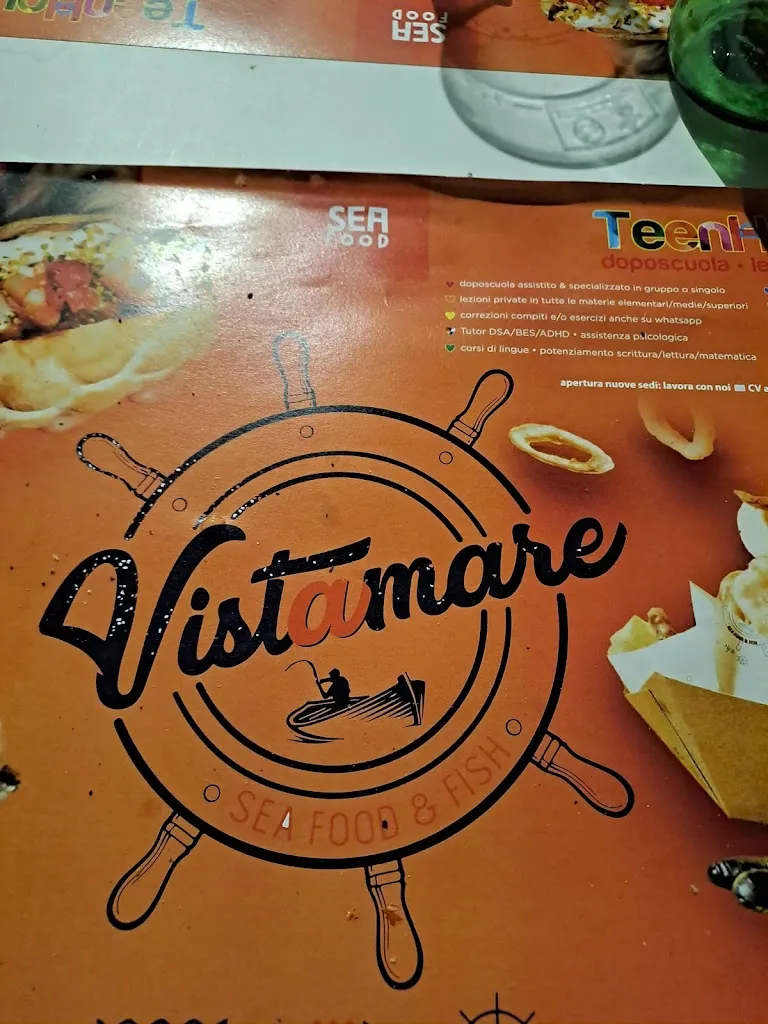 SEA
FOOD
SEA
FOOD
TeenH
doposcuola • le
doposcuola assistito & specializzato in gruppo o singolo
lezioni private in tutte le materie elementari/medie/superiori
correzioni compiti e/o esercizi anche su whatsapp
Tutor DSA/BES/ADHD • assistenza psicologica
corsi di lingue • potenziamento scrittura/lettura/matematica
apertura nuove sedi: lavora con noi CV a
Vistamare
SEA FOOD & FISH